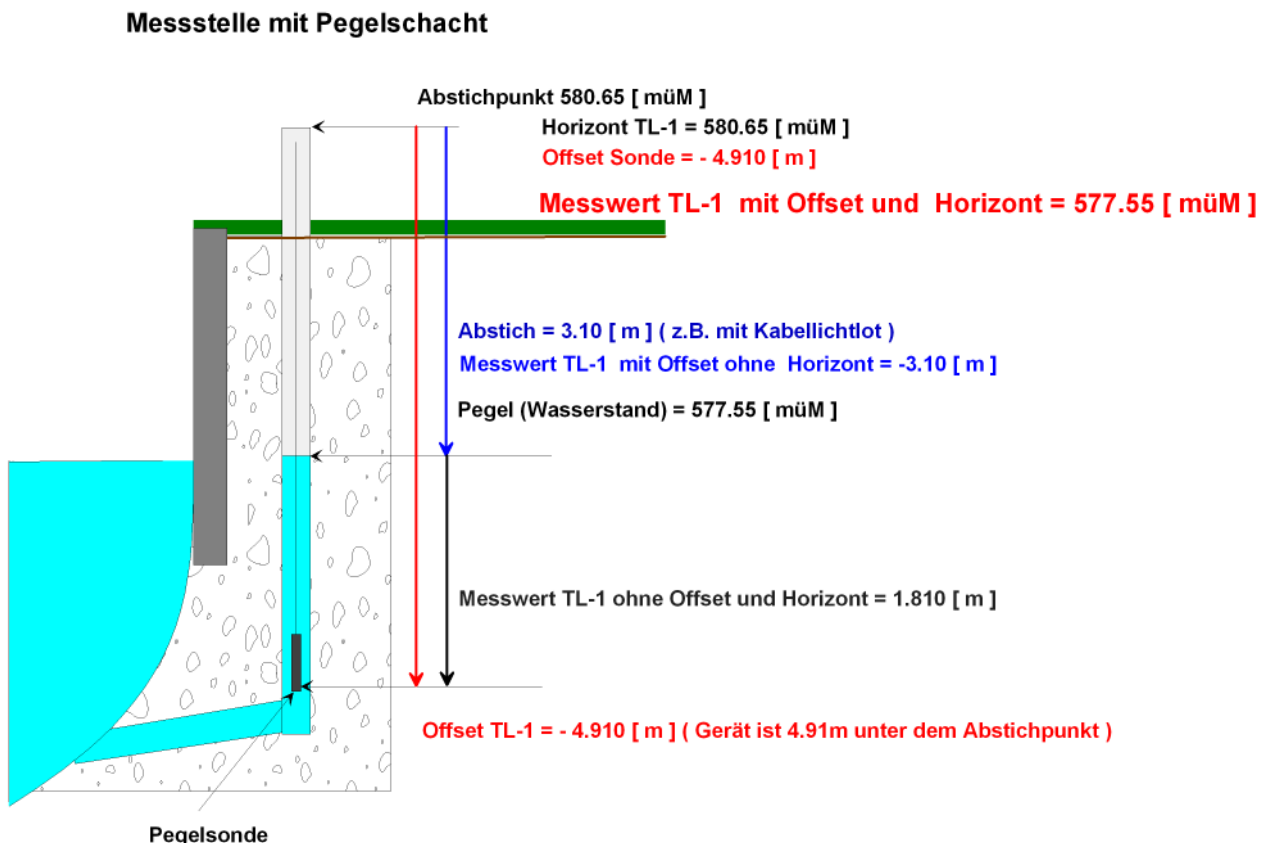 Messstelle mit Pegelschacht
Abstichpunkt 580.65 [ müM ]
Horizont TL-1 = 580.65 [ müM ]
Offset Sonde = - 4.910 [ m ]
Messwert TL-1 mit Offset und Horizont = 577.55 [ müM ]
Abstich = 3.10 [ m ] ( z.B. mit Kabellichtlot )
Messwert TL-1 mit Offset ohne Horizont = -3.10 [ m ]
Pegel (Wasserstand) = 577.55 [ müM ]
Messwert TL-1 ohne Offset und Horizont = 1.810 [ m ]
Offset TL-1 = - 4.910 [ m ] ( Gerät ist 4.91m unter dem Abstichpunkt )
Pegelsonde